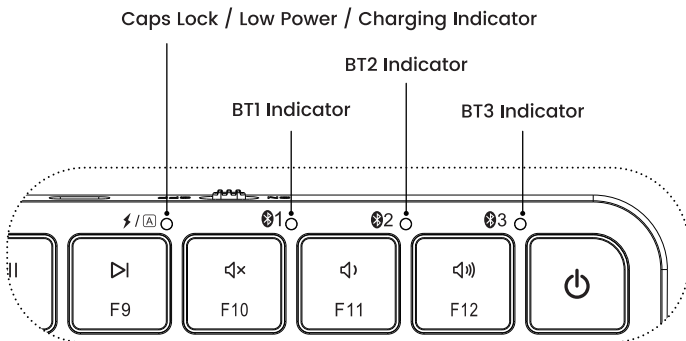 Caps Lock / Low Power / Charging Indicator
BT2 Indicator
BT1 Indicator
BT3 Indicator
/ A
1
2
3
F9
F10
F11
F12